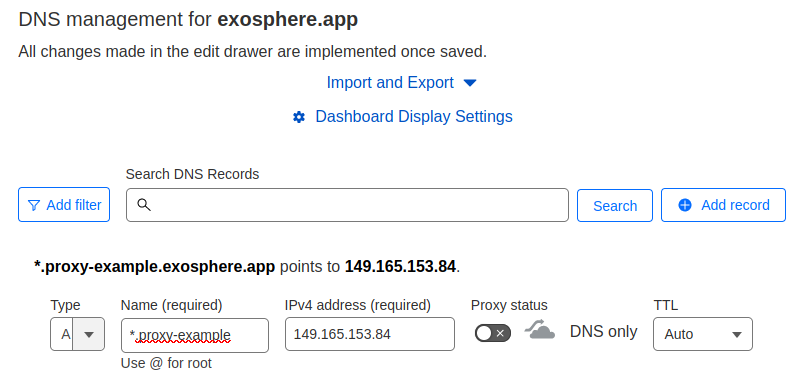 DNS management for exosphere.app
All changes made in the edit drawer are implemented once saved.
Import and Export
Dashboard Display Settings
Search DNS Records
Add filter
Search
Add record
*.proxy-example.exosphere.app points to 149.165.153.84.
Type Name (required) IPv4 address (required) Proxy status TTL
A *.proxy-example 149.165.153.84 DNS only Auto
Use @ for root